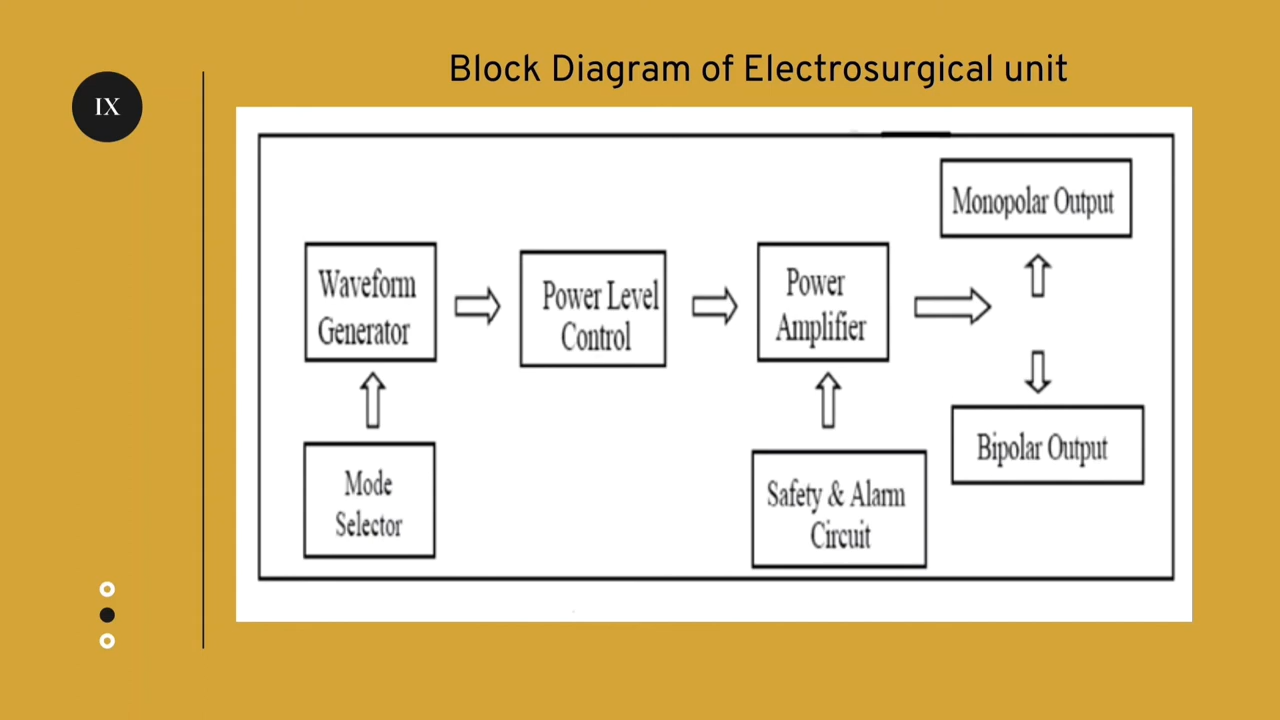 Block Diagram of Electrosurgical unit
IX
Monopolar Output
Waveform
Generator
Power Level
Control
Power
Amplifier
Bipolar Output
Mode
Selector
Safety & Alarm
Circuit